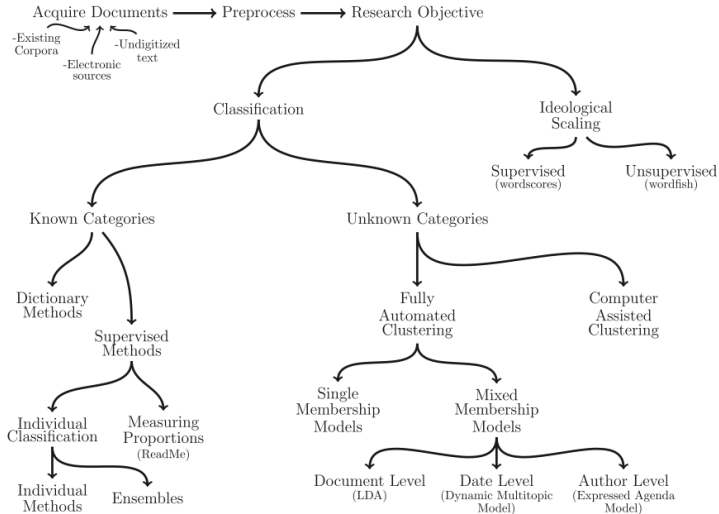 Acquire Documents
Preprocess
Research Objective
-Existing
Corpora
-Electronic
sources
-Undigitized
text
Classification
Ideological
Scaling
Supervised
(wordscores)
Unsupervised
(wordfish)
Known Categories
Unknown Categories
Dictionary
Methods
Supervised
Methods
Fully
Automated
Clustering
Computer
Assisted
Clustering
Individual
Classification
Measuring
Proportions
(ReadMe)
Single
Membership
Models
Mixed
Membership
Models
Individual
Methods
Ensembles
Document Level
(LDA)
Date Level
(Dynamic Multitopic
Model)
Author Level
(Expressed Agenda
Model)